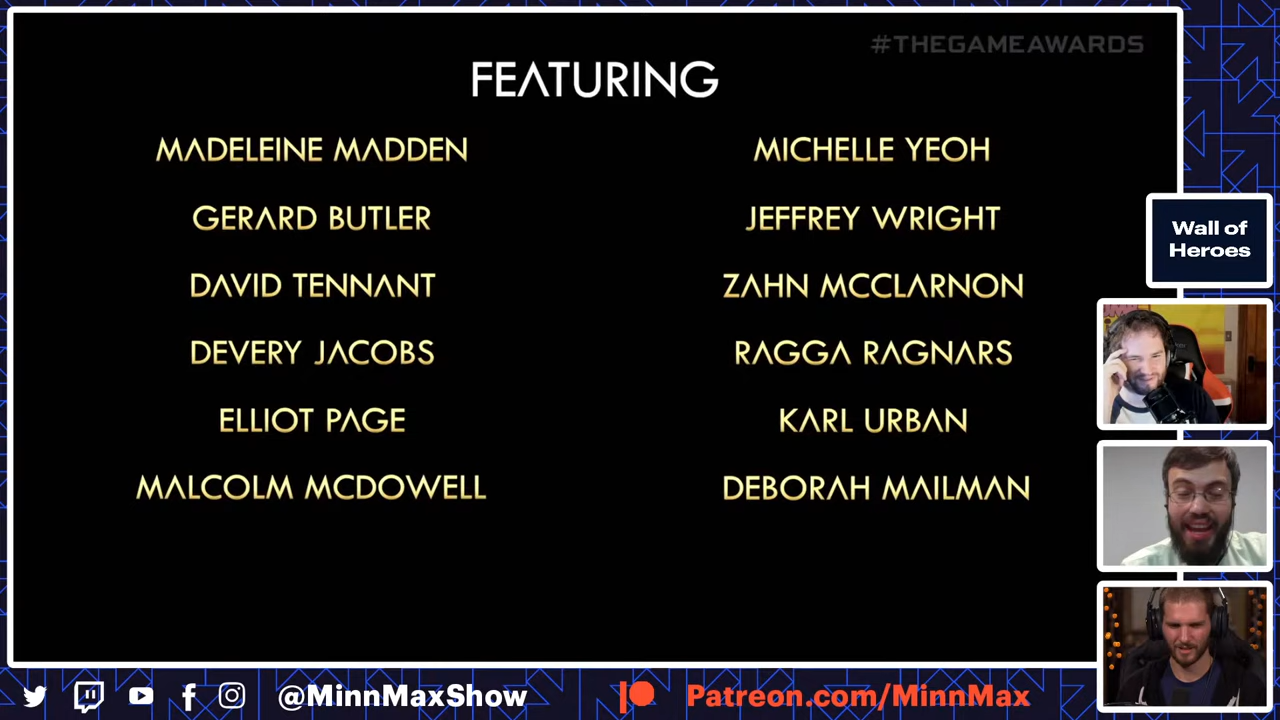 #THEGAMEAWARDS
FEATURING
MADELEINE MADDEN
GERARD BUTLER
DAVID TENNANT
DEVERY JACOBS
ELLIOT PAGE
MALCOLM MCDOWELL
MICHELLE YEOH
JEFFREY WRIGHT
ZAHN MCCLARNON
RAGGA RAGNARS
KARL URBAN
DEBORAH MAILMAN
Wall of
Heroes
@MinnMaxShow
Patreon.com/MinnMax